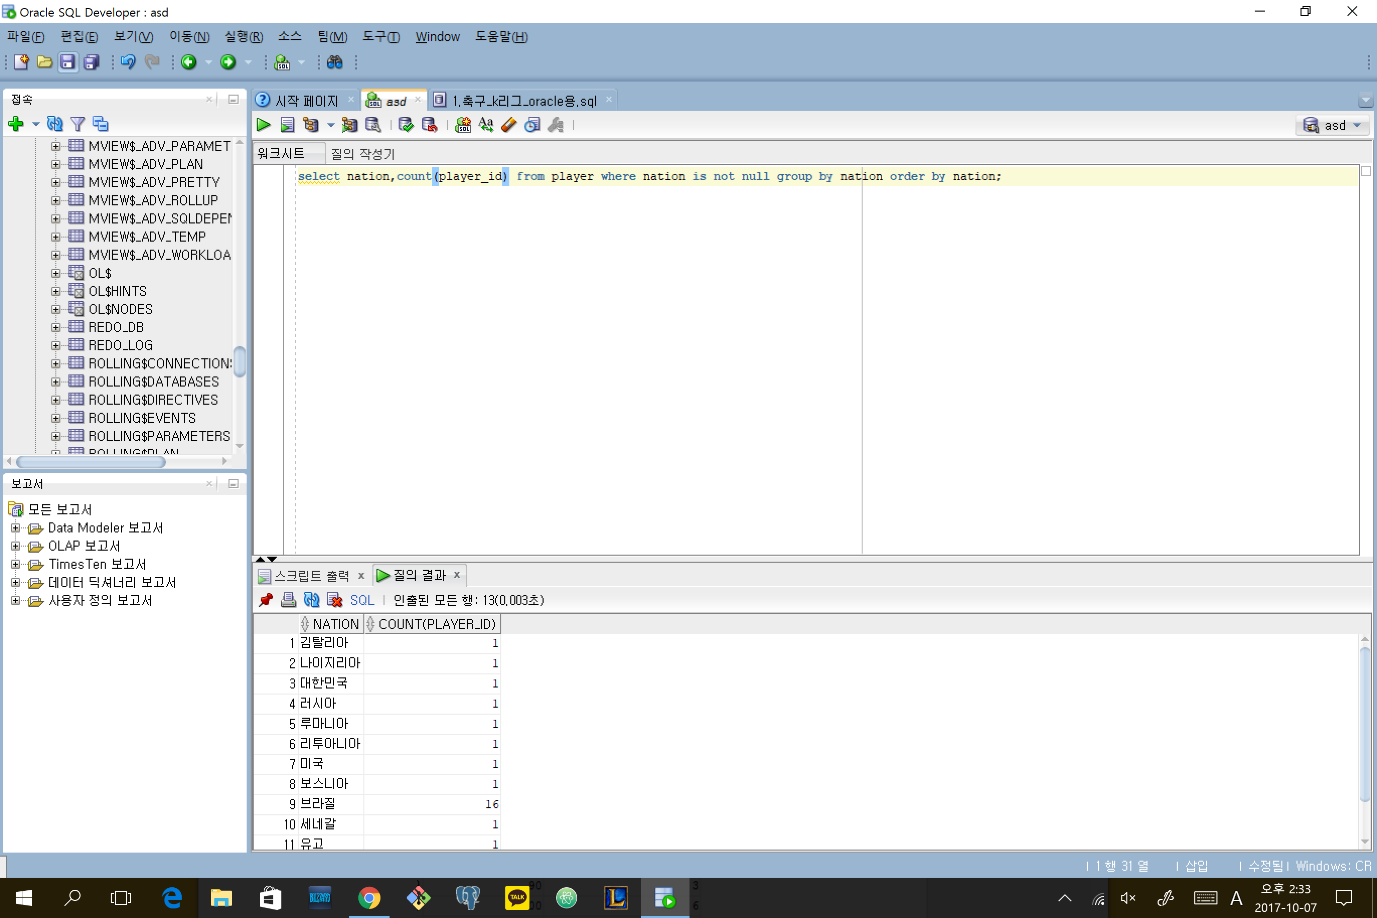 Oracle SQL Developer : asd
파일(F) 편집(E) 보기(V) 이동(N) 실행(R) 소스 팀(M) 도구(T) Window 도움말(H)
접속
시작 페이지 asd 1.축구_k리그_oracle용.sql
asd
워크시트 질의 작성기
select nation,count(player_id) from player where nation is not null group by nation order by nation;
MVIEW$_ADV_PARAMET
MVIEW$_ADV_PLAN
MVIEW$_ADV_PRETTY
MVIEW$_ADV_ROLLUP
MVIEW$_ADV_SQLDEPEN
MVIEW$_ADV_TEMP
MVIEW$_ADV_WORKLOA
OL$
OL$HINTS
OL$NODES
REDO_DB
REDO_LOG
ROLLING$CONNECTIONS
ROLLING$DATABASES
ROLLING$DIRECTIVES
ROLLING$EVENTS
ROLLING$PARAMETERS
ROLLING$PLAN
보고서
모든 보고서
Data Modeler 보고서
OLAP 보고서
TimesTen 보고서
데이터 딕셔너리 보고서
사용자 정의 보고서
스크립트 출력 x 질의 결과 x
SQL | 인출된 모든 행: 13(0.003초)
NATION COUNT(PLAYER_ID)
1 김탈리아 1
2 나이지리아 1
3 대한민국 1
4 러시아 1
5 루마니아 1
6 리투아니아 1
7 미국 1
8 보스니아 1
9 브라질 16
10 세네갈 1
11 유고 1
1 행 31 열 | 삽입 | 수정됨 | Windows: CR
BLIZZARD
TALK
L
A
오후 2:33
2017-10-07